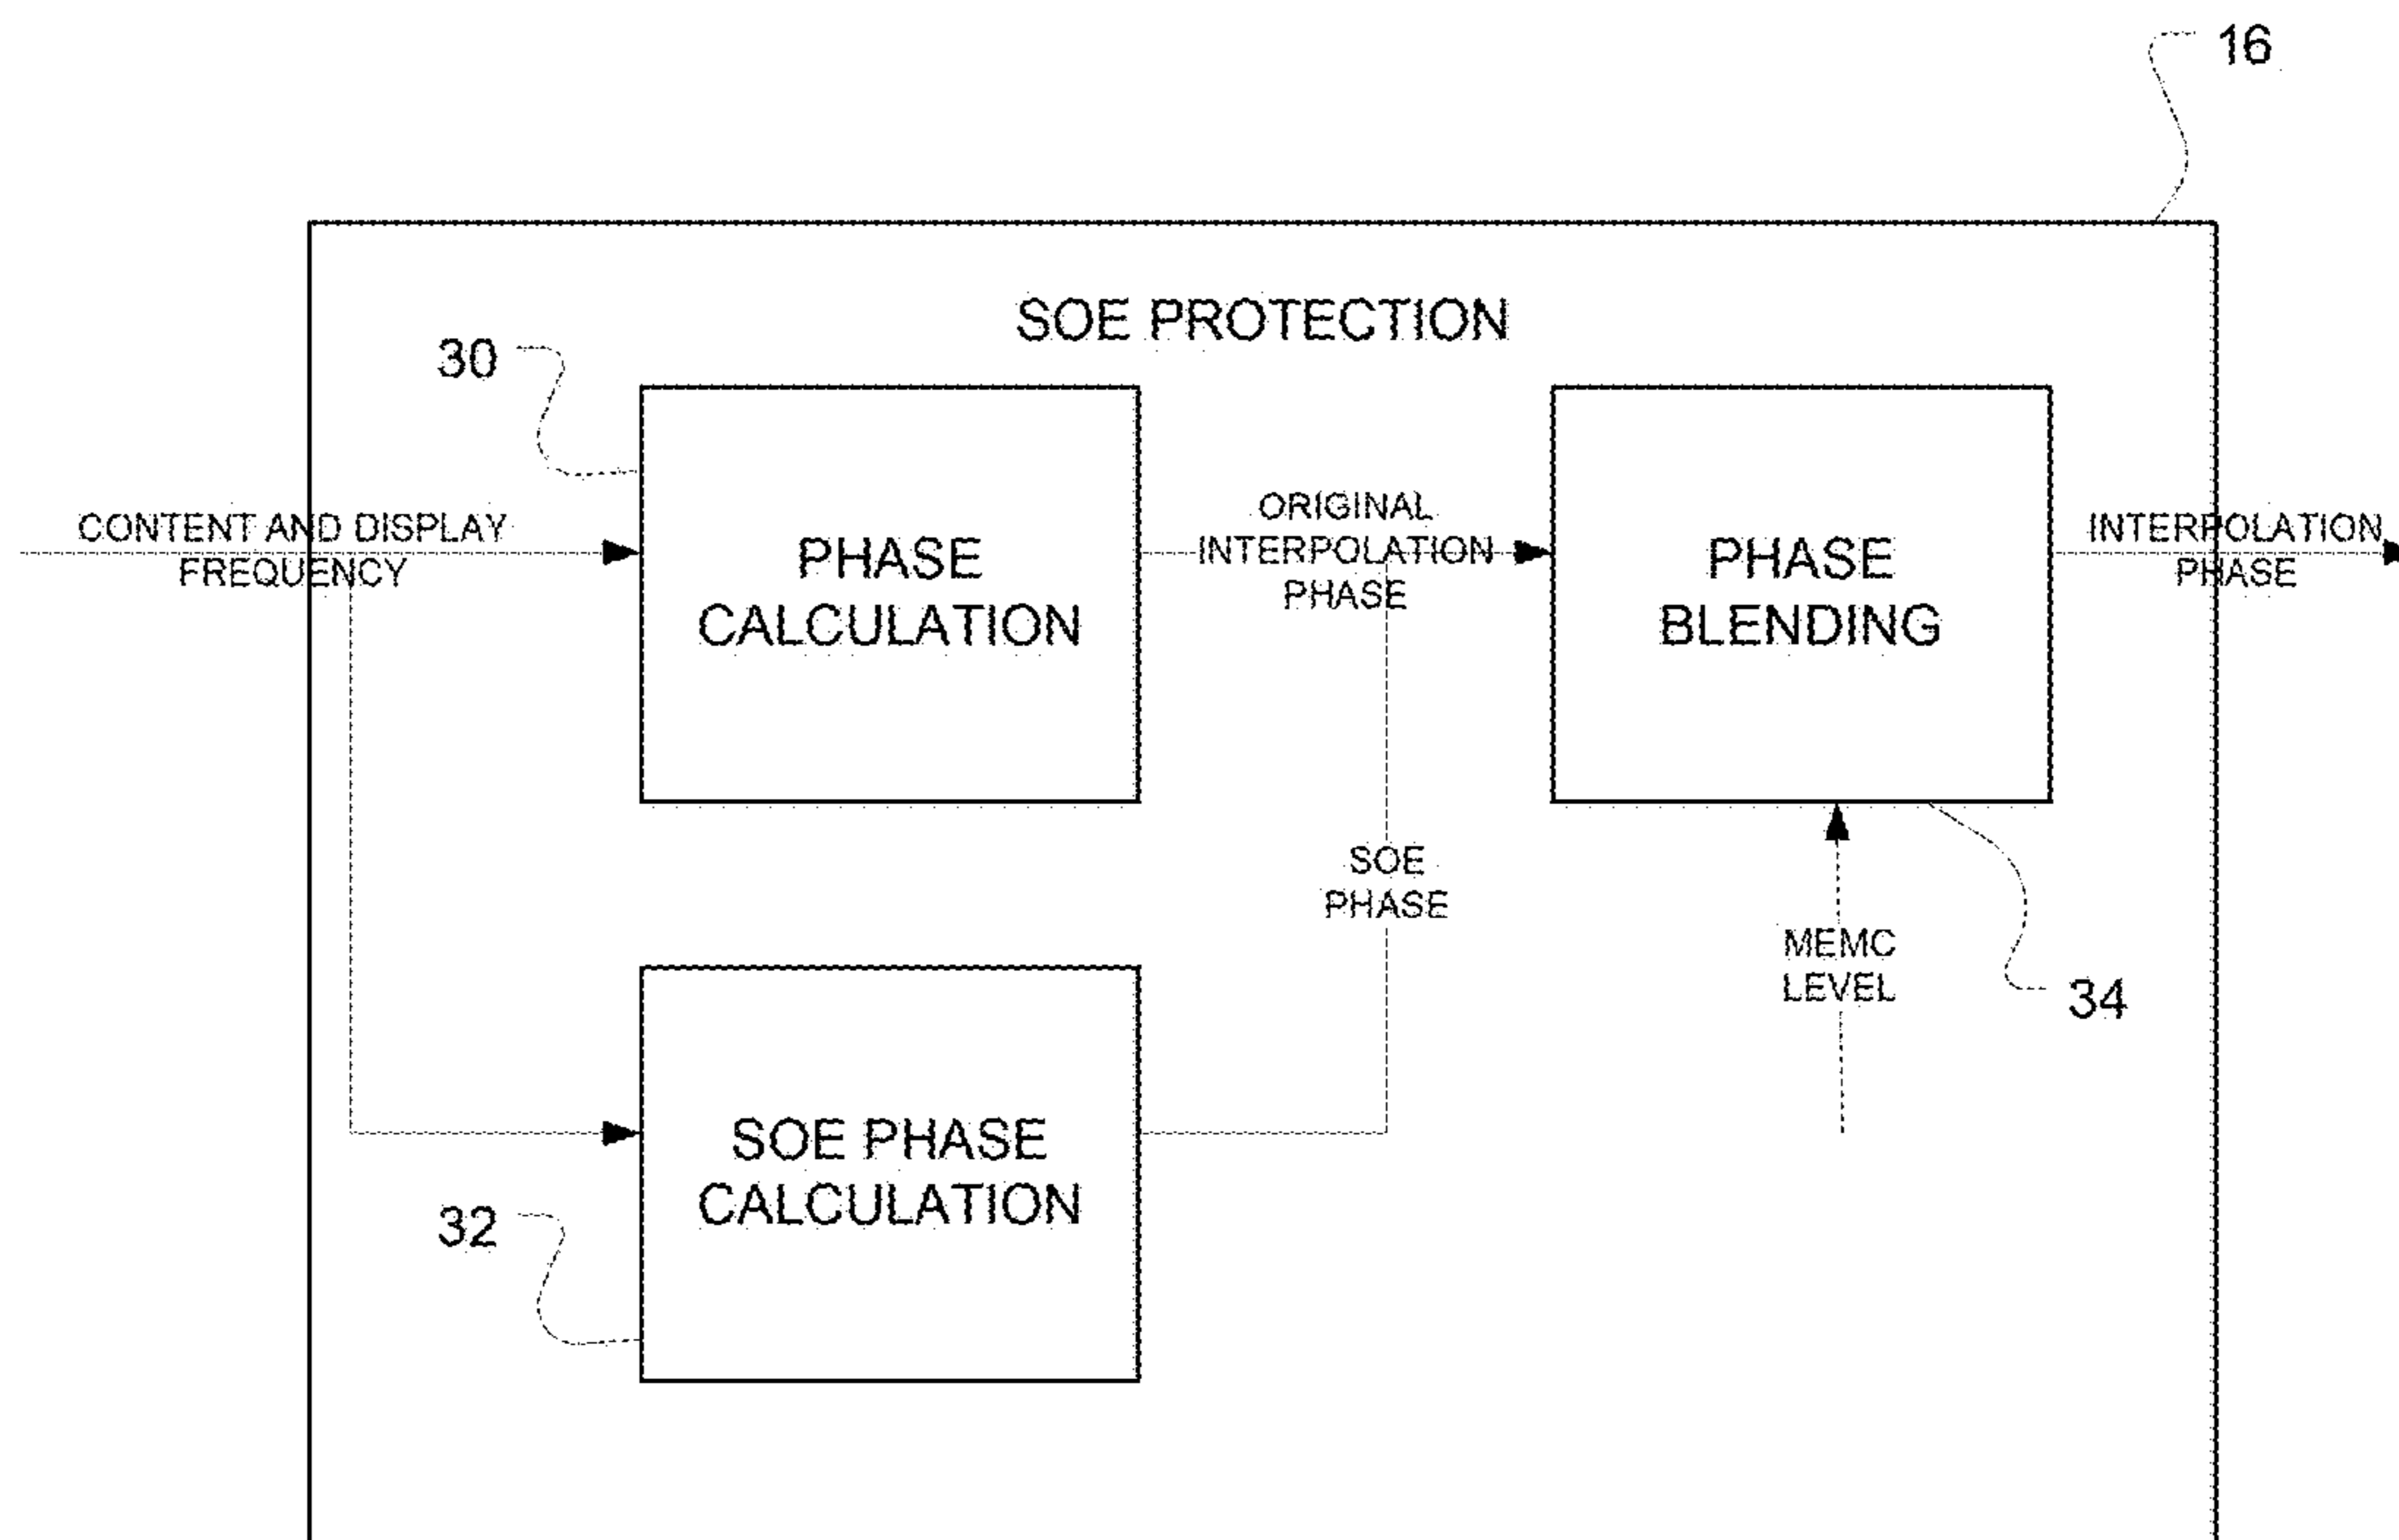 16
SOE PROTECTION
30
CONTENT AND DISPLAY
FREQUENCY
PHASE
CALCULATION
ORIGINAL
INTERPOLATION
PHASE
PHASE
BLENDING
INTERPOLATION
PHASE
SOE
PHASE
MEMC
LEVEL
34
SOE PHASE
CALCULATION
32